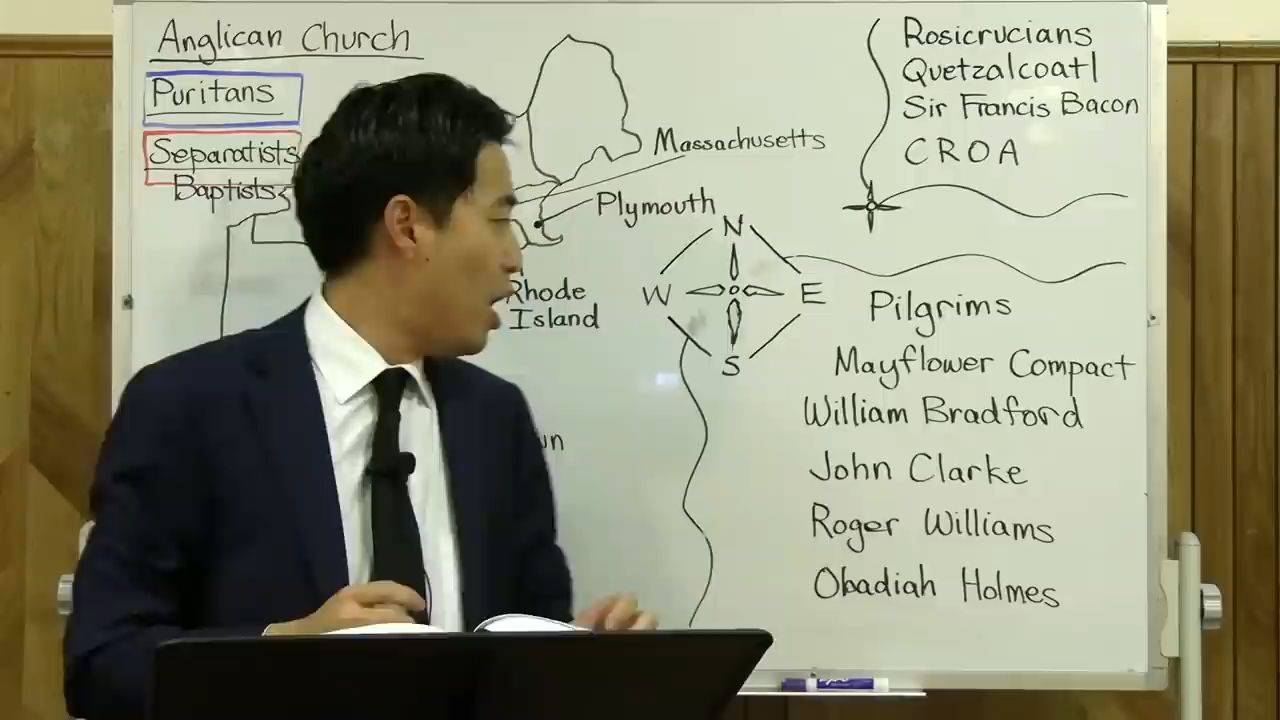 Anglican Church
Puritans
Separatists
Baptists
Massachusetts
Plymouth
Rhode
Island
N
W
E
S
Rosicrucians
Quetzalcoatl
Sir Francis Bacon
CROA
Pilgrims
Mayflower Compact
William Bradford
John Clarke
Roger Williams
Obadiah Holmes